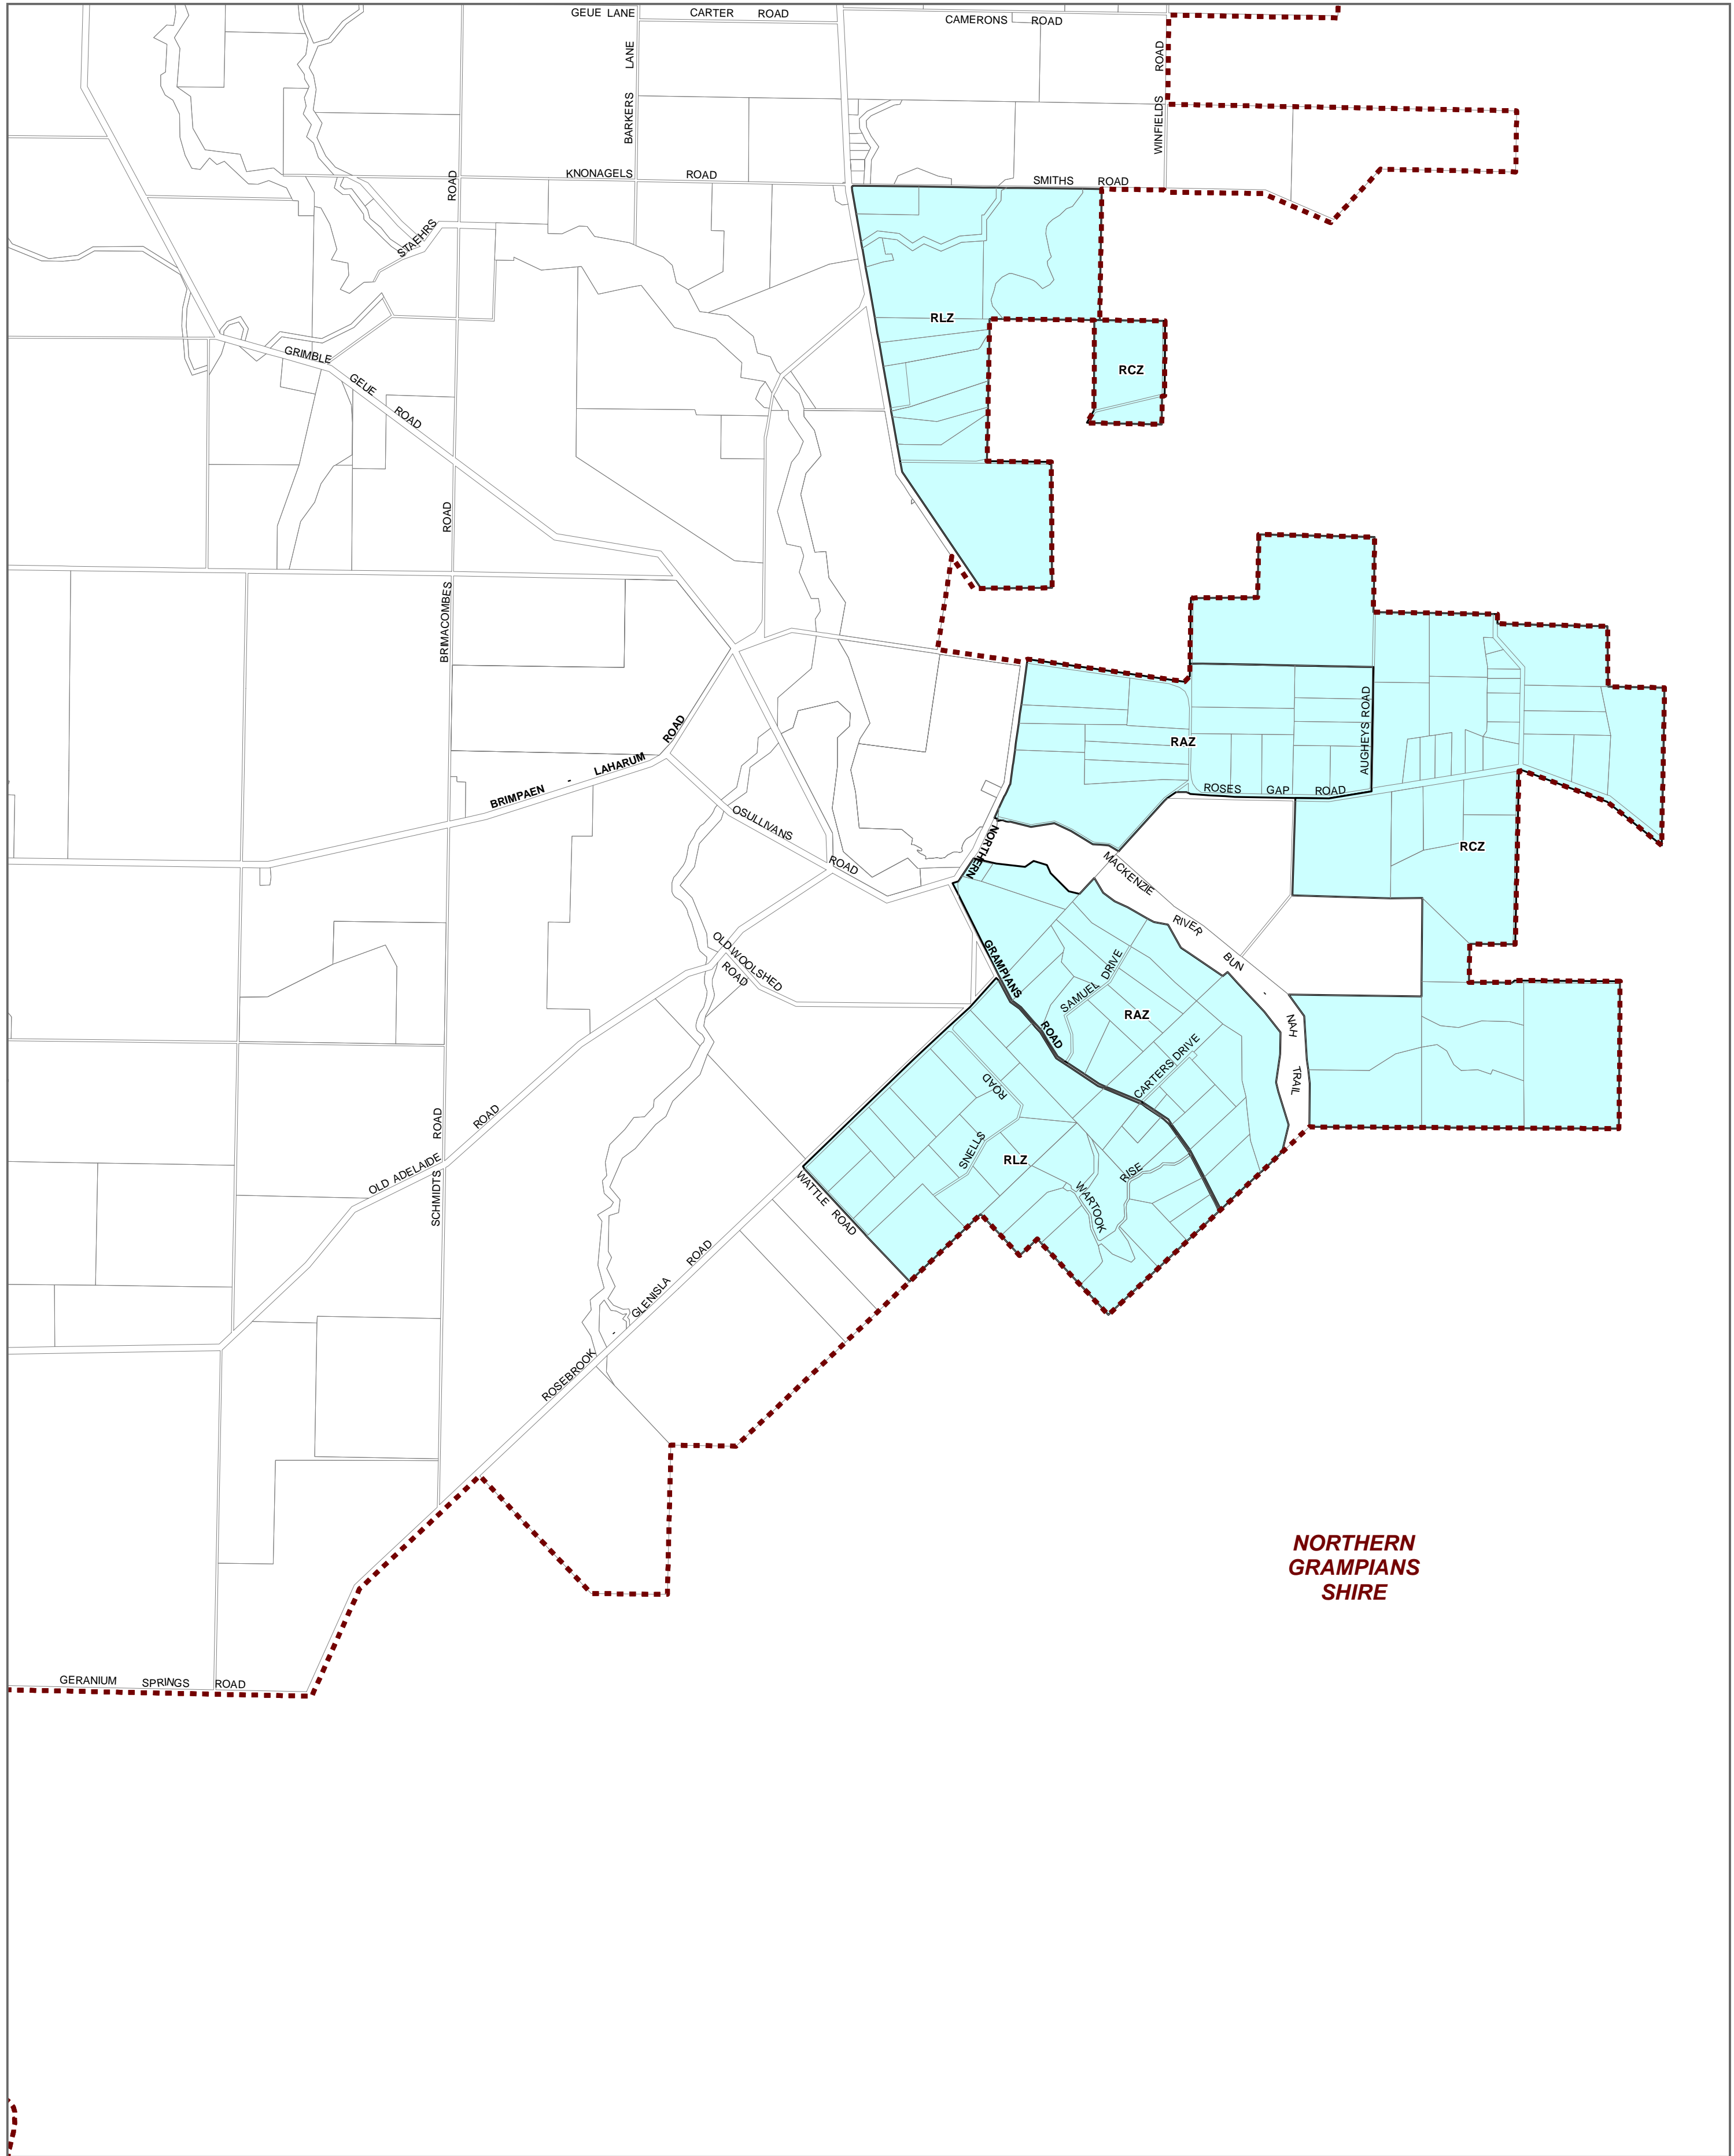 GEUE LANE
CARTER ROAD
CAMERONS ROAD
BARKERS LANE
WINFIELDS ROAD
KNONAGELS ROAD
SMITHS ROAD
ROAD
STAEHRS
RLZ
RCZ
GRIMBLE
GEUE
ROAD
BRIMACOMBES ROAD
BRIMPAEN - LAHARUM ROAD
RAZ
AUGHEYS ROAD
ROSES GAP ROAD
RCZ
OSULLIVANS ROAD
NORTHERN
GRAMPIANS
ROAD
MACKENZIE RIVER BUN - NAH TRAIL
OLD WOOLSHED
ROAD
SAMUEL DRIVE
RAZ
CARTERS DRIVE
SNELLS ROAD
RLZ
WARTOOK RISE
WATTLE ROAD
OLD ADELAIDE ROAD
SCHMIDTS ROAD
ROSEBROOK - GLENISLA ROAD
NORTHERN
GRAMPIANS
SHIRE
GERANIUM SPRINGS ROAD